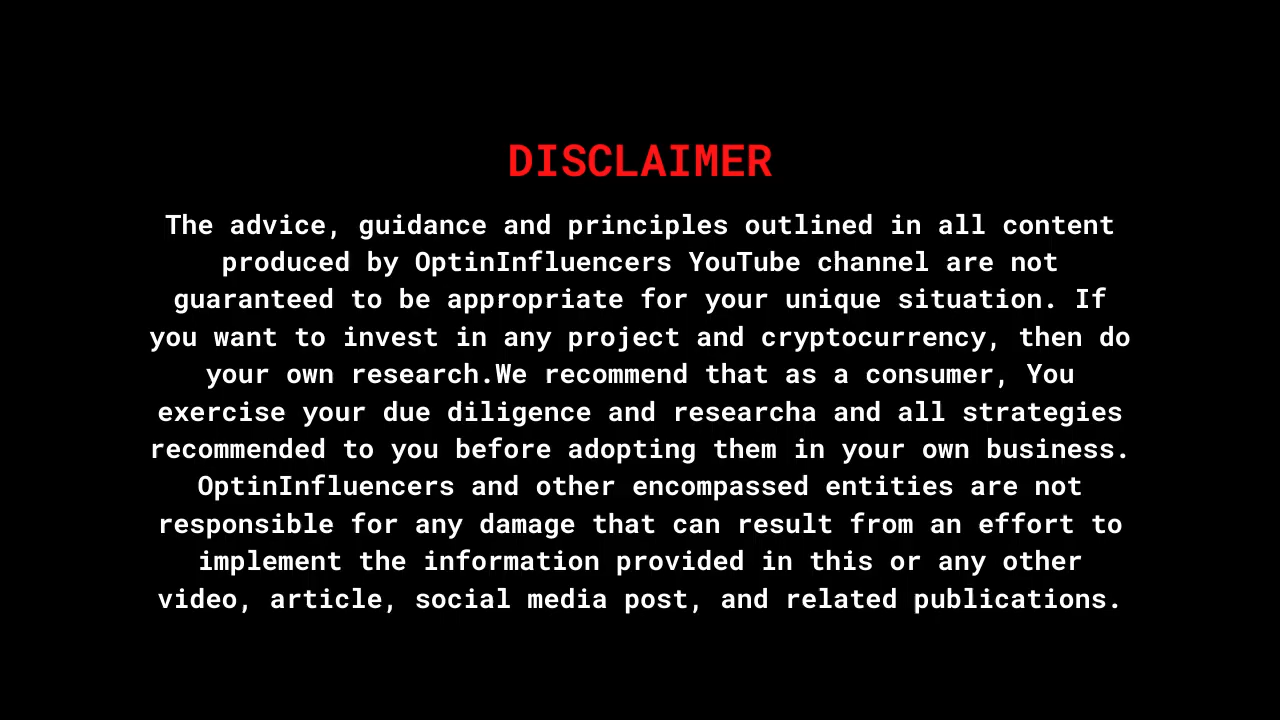 DISCLAIMER
The advice, guidance and principles outlined in all content
produced by OptinInfluencers YouTube channel are not
guaranteed to be appropriate for your unique situation. If
you want to invest in any project and cryptocurrency, then do
your own research.We recommend that as a consumer, You
exercise your due diligence and researcha and all strategies
recommended to you before adopting them in your own business.
OptinInfluencers and other encompassed entities are not
responsible for any damage that can result from an effort to
implement the information provided in this or any other
video, article, social media post, and related publications.